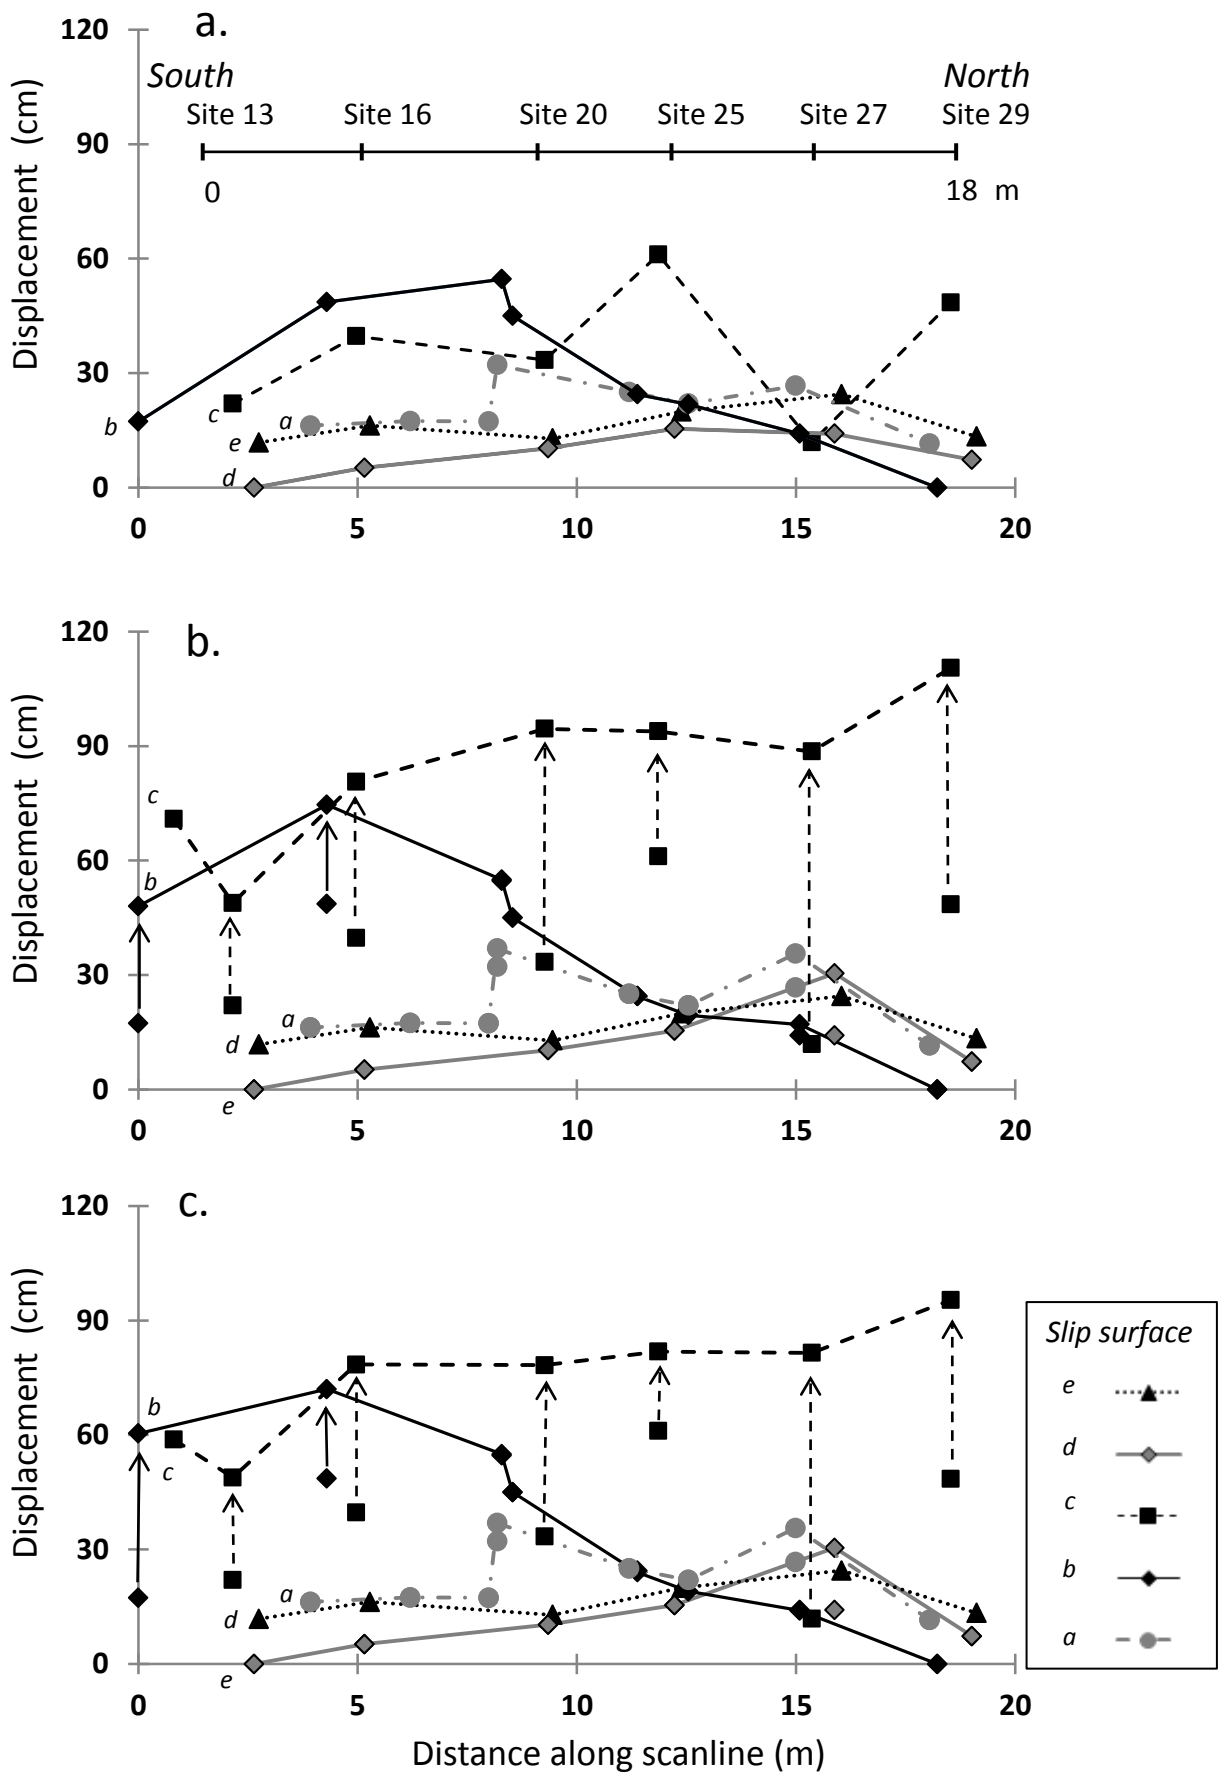 a.
120
South North
Site 13 Site 16 Site 20 Site 25 Site 27 Site 29
90
0 18 m
60
30
0
b
c
a
e
d
0 5 10 15 20
Displacement (cm)
b.
120
90
60
30
0
c
b
a
d
e
0 5 10 15 20
Displacement (cm)
c.
120
90
60
30
0
b
c
a
d
e
0 5 10 15 20
Displacement (cm)
Distance along scanline (m)
Slip surface
e
d
c
b
a